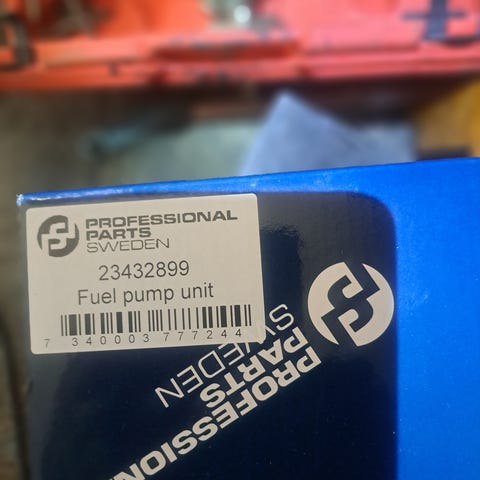 PROFESSIONAL
PARTS
SWEDEN
23432899
Fuel pump unit
7 340003 777244
PROFESSIONAL
PARTS
SWEDEN